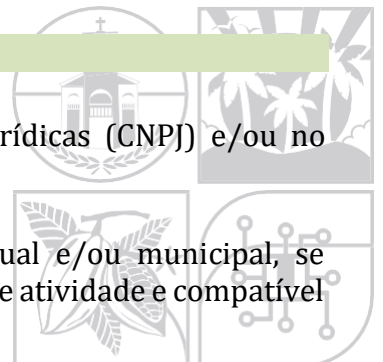 rídicas (CNPJ) e/ou no
ual e/ou municipal, se
e atividade e compatível